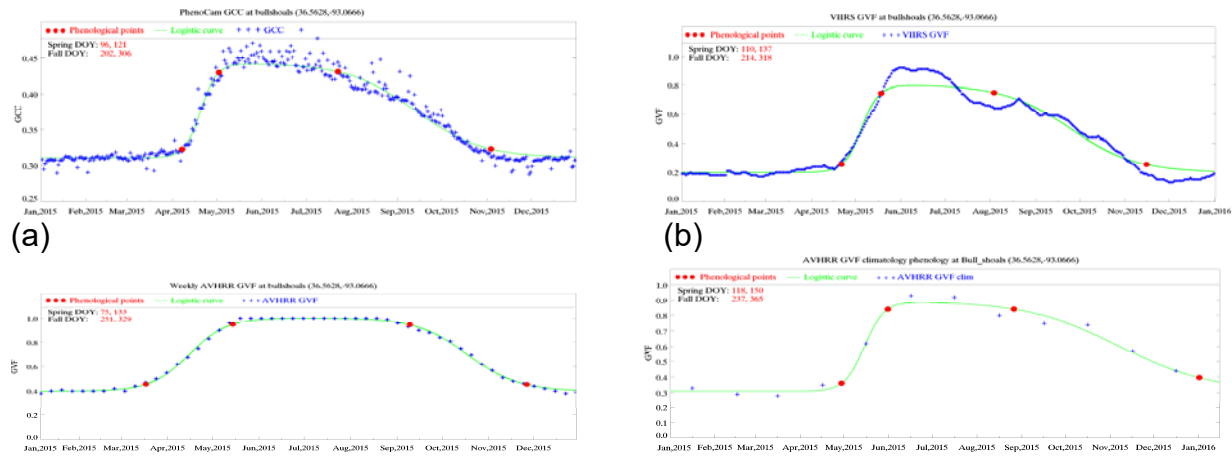 PhenoCam GCC at bullshoals (36.5628,-93.0666)
Phenological points Logistic curve GCC
Spring DOY: 96, 121
Fall DOY: 202, 306
0.45
0.40
0.35
0.30
0.25
GCC
Jan,2015 Feb,2015 Mar,2015 Apr,2015 May,2015 Jun,2015 Jul,2015 Aug,2015 Sep,2015 Oct,2015 Nov,2015 Dec,2015
(a)
VIIRS GVF at bullshoals (36.5628,-93.0666)
Phenological points Logistic curve VIIRS GVF
Spring DOY: 110, 137
Fall DOY: 214, 318
1.0
0.8
0.6
0.4
0.2
0.0
GVF
Jan,2015 Feb,2015 Mar,2015 Apr,2015 May,2015 Jun,2015 Jul,2015 Aug,2015 Sep,2015 Oct,2015 Nov,2015 Dec,2015 Jan,2016
(b)
Weekly AVHRR GVF at bullshoals (36.5628,-93.0666)
Phenological points Logistic curve AVHRR GVF
Spring DOY: 75, 133
Fall DOY: 251, 329
1.0
0.8
0.6
0.4
0.2
0.0
GVF
Jan,2015 Feb,2015 Mar,2015 Apr,2015 May,2015 Jun,2015 Jul,2015 Aug,2015 Sep,2015 Oct,2015 Nov,2015 Dec,2015
AVHRR GVF climatology phenology at Bull_shoals (36.5628,-93.0666)
Phenological points Logistic curve AVHRR GVF clim
Spring DOY: 118, 150
Fall DOY: 237, 365
1.0
0.9
0.8
0.7
0.6
0.5
0.4
0.3
0.2
0.1
0.0
GVF
Jan,2015 Feb,2015 Mar,2015 Apr,2015 May,2015 Jun,2015 Jul,2015 Aug,2015 Sep,2015 Oct,2015 Nov,2015 Dec,2015 Jan,2016